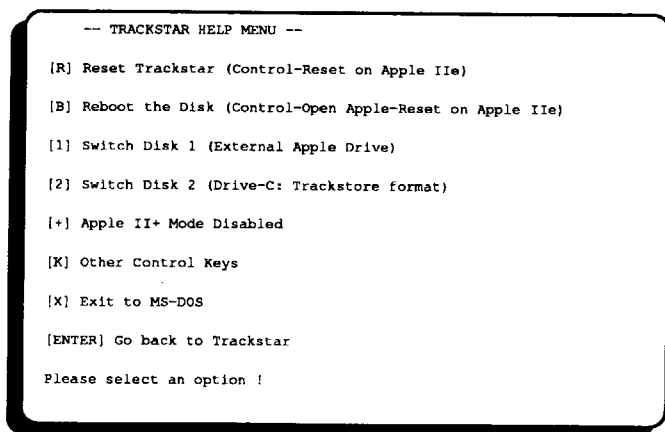 -- TRACKSTAR HELP MENU --
[R] Reset Trackstar (Control-Reset on Apple IIe)
[B] Reboot the Disk (Control-Open Apple-Reset on Apple IIe)
[1] Switch Disk 1 (External Apple Drive)
[2] Switch Disk 2 (Drive-C: Trackstore format)
[+] Apple II+ Mode Disabled
[K] Other Control Keys
[X] Exit to MS-DOS
[ENTER] Go back to Trackstar
Please select an option !